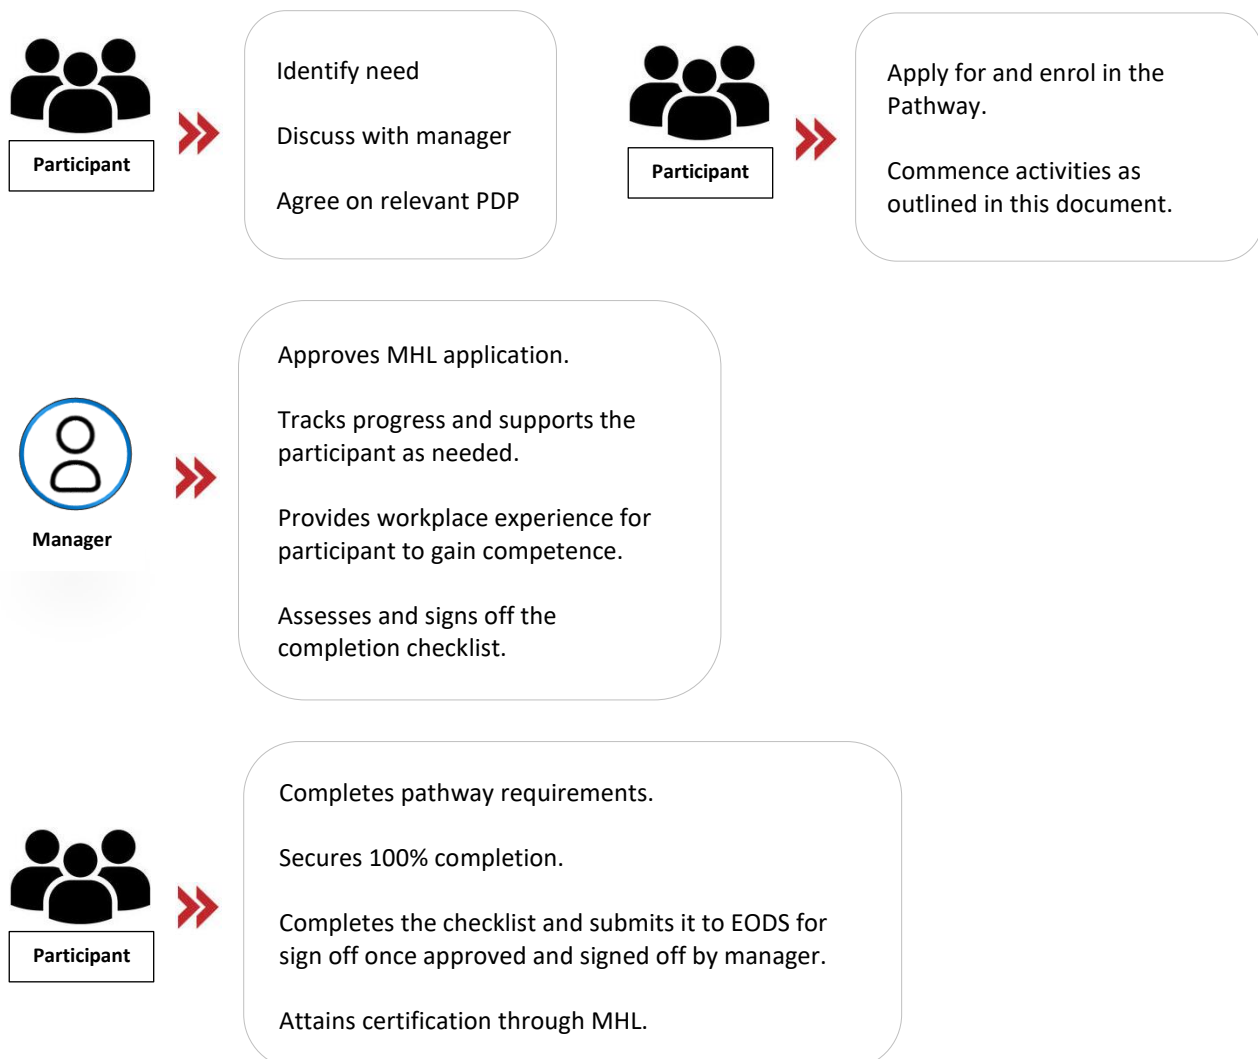 Participant
Identify need
Discuss with manager
Agree on relevant PDP
Participant
Apply for and enrol in the
Pathway.
Commence activities as
outlined in this document.
Manager
Approves MHL application.
Tracks progress and supports the
participant as needed.
Provides workplace experience for
participant to gain competence.
Assesses and signs off the
completion checklist.
Participant
Completes pathway requirements.
Secures 100% completion.
Completes the checklist and submits it to EODS for
sign off once approved and signed off by manager.
Attains certification through MHL.